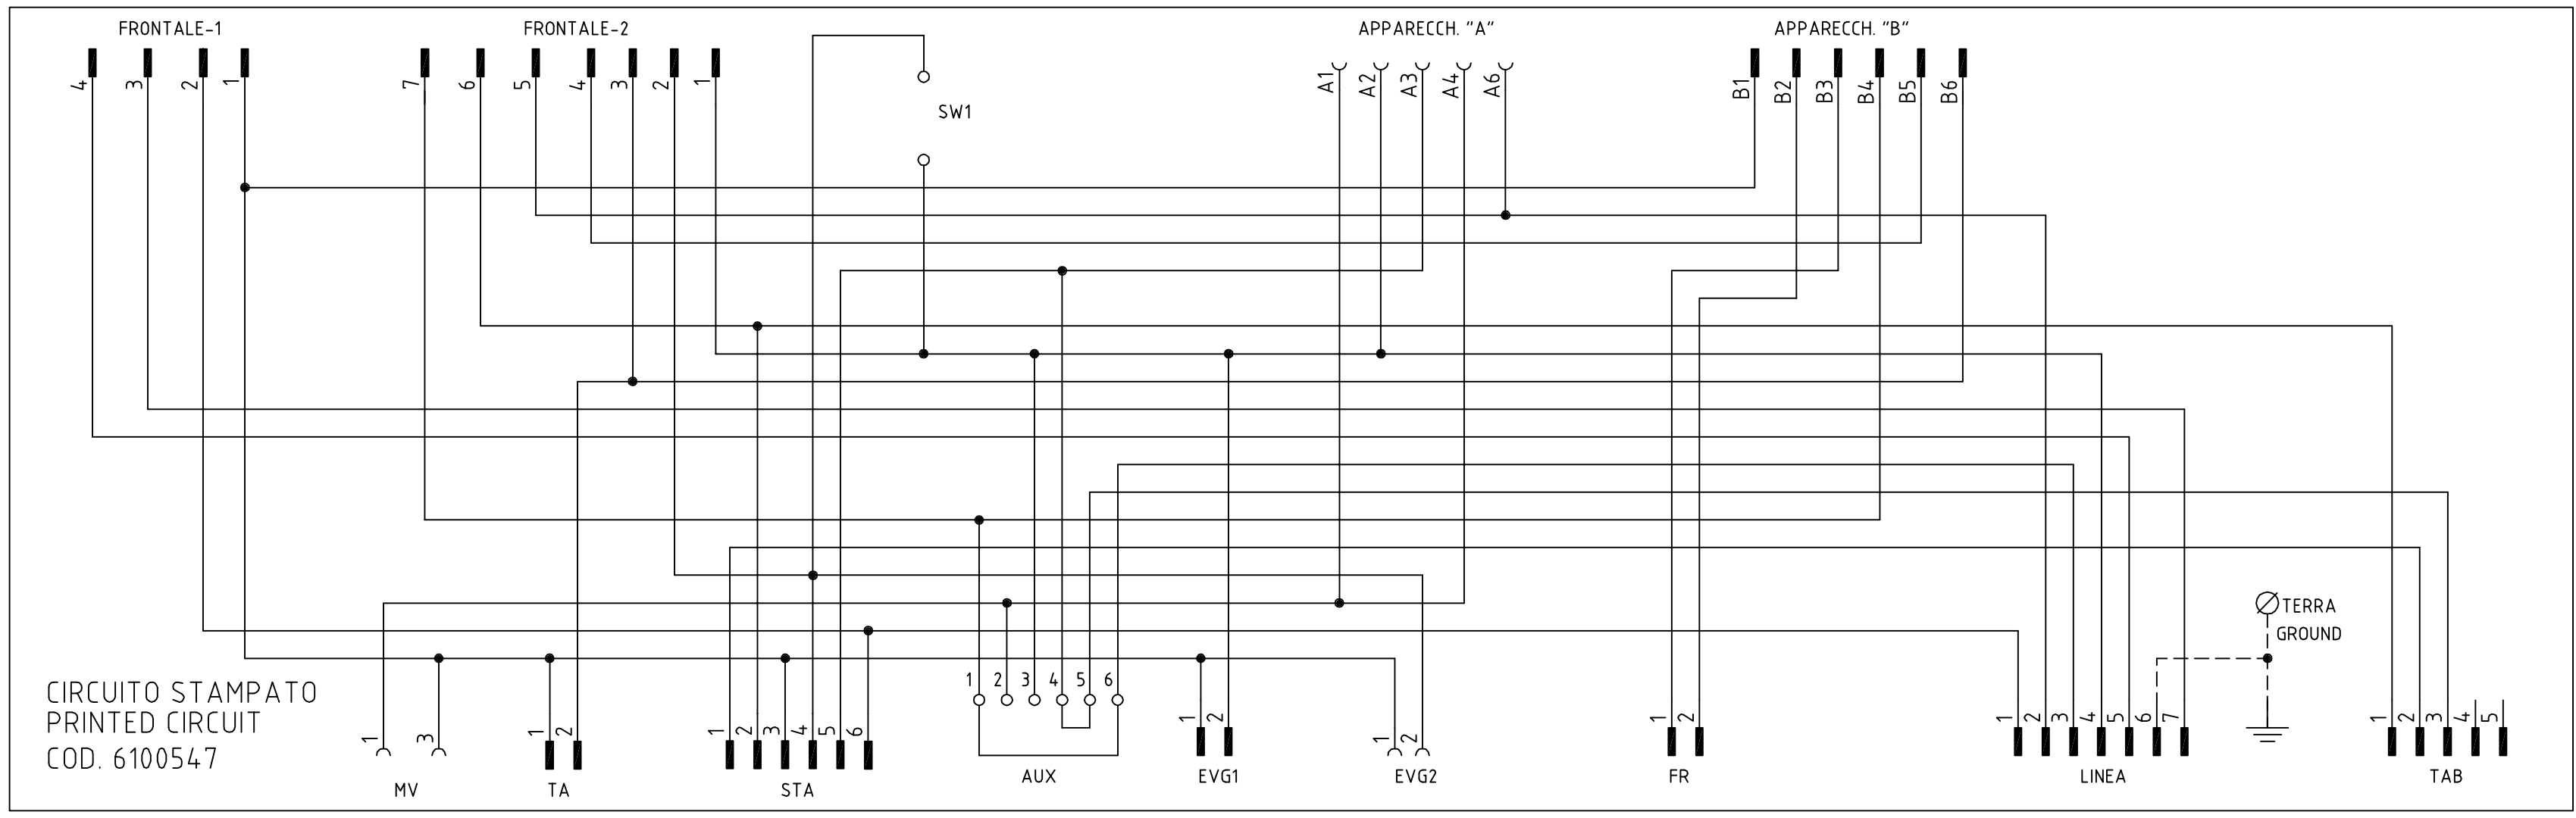 FRONTALE-1 FRONTALE-2 APPARECCH. "A" APPARECCH. "B"
4 3 2 1 7 6 5 4 3 2 1 A1 A2 A3 A4 A6 B1 B2 B3 B4 B5 B6
SW1
TERRA
GROUND
CIRCUITO STAMPATO
PRINTED CIRCUIT
COD. 6100547
1 2 3 4 5 6
1 3 1 2 1 2 3 4 5 6 1 2 1 2 1 2 1 2 3 4 5 6 7 1 2 3 4 5
AUX EVG1 EVG2 FR LINEA TAB
MV TA STA